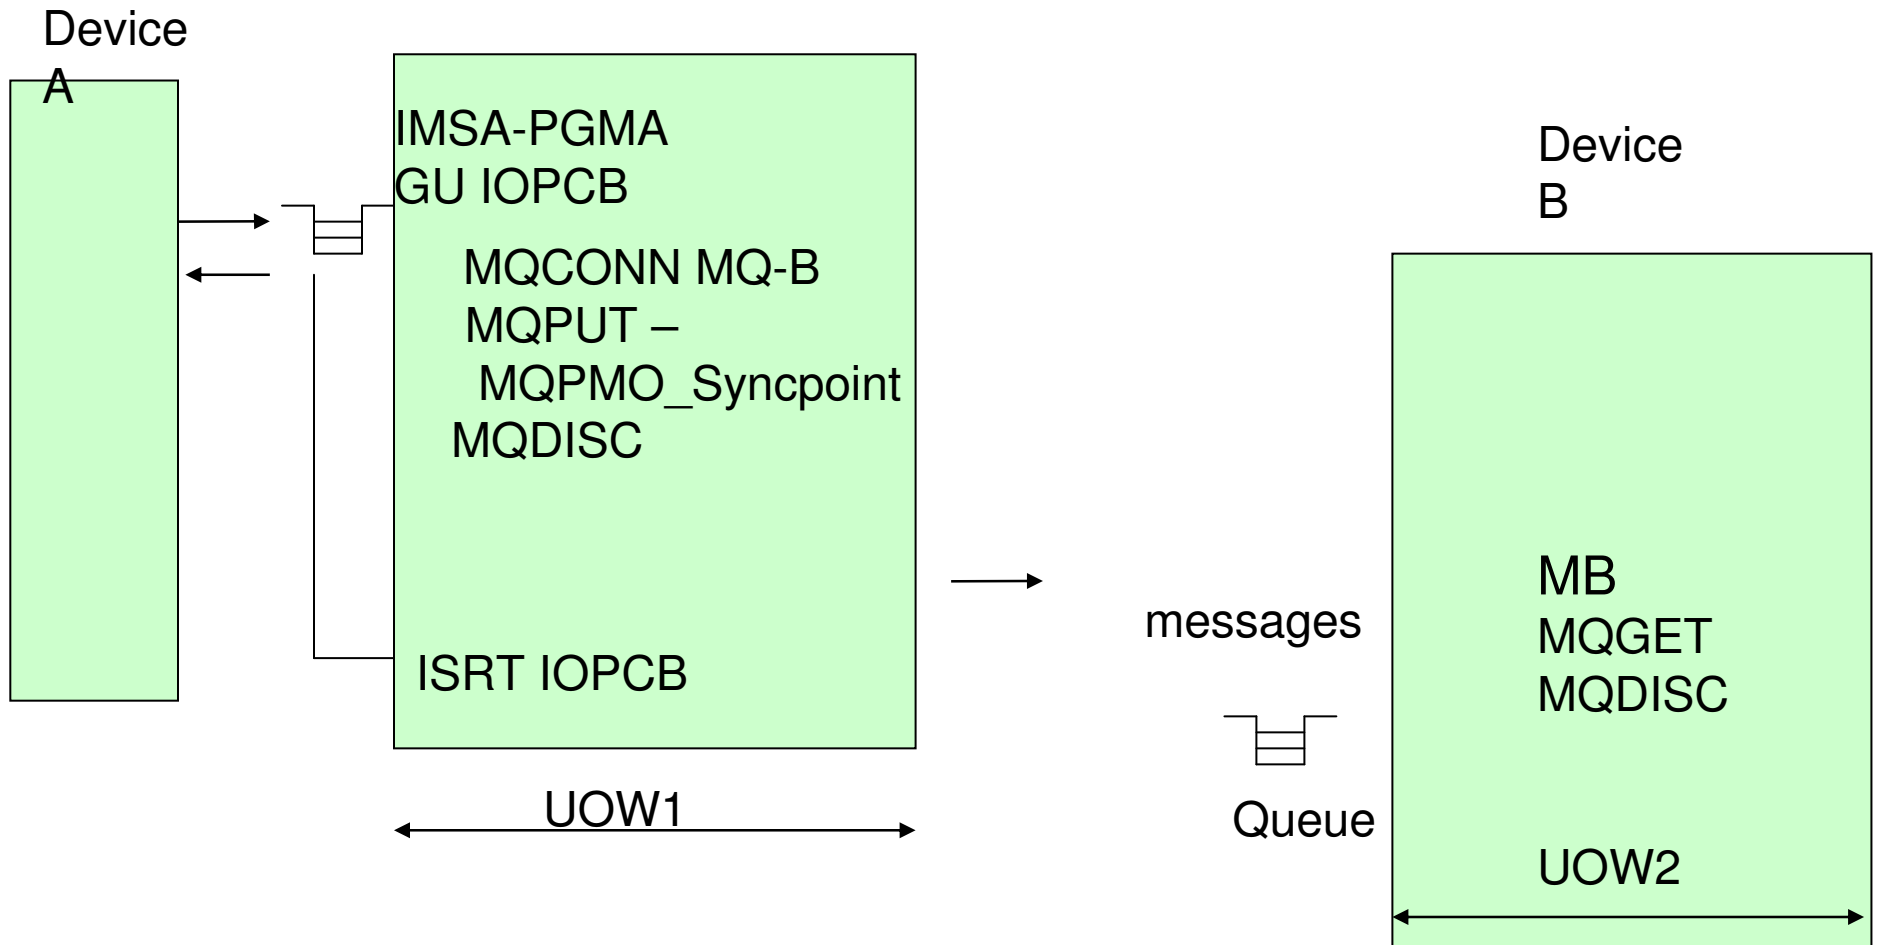 Device
A
IMSA-PGMA
GU IOPCB
MQCONN MQ-B
MQPUT –
MQPMO_Syncpoint
MQDISC
ISRT IOPCB
UOW1
messages
Queue
Device
B
MB
MQGET
MQDISC
UOW2